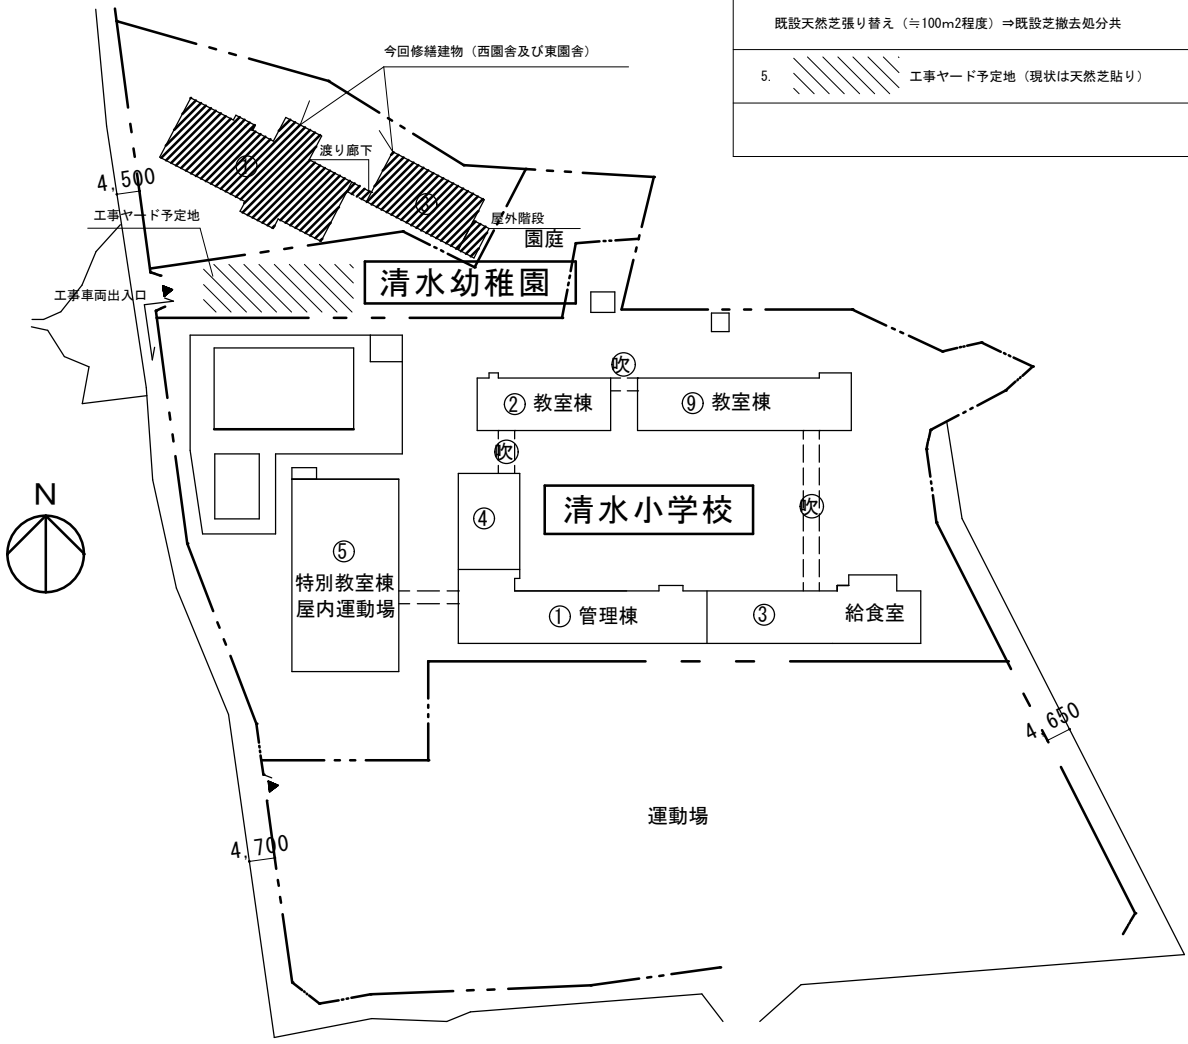 既設天然芝張り替え（≒100m2程度）⇒既設芝撤去処分共
5. 工事ヤード予定地（現状は天然芝貼り）
今回修繕建物（西園舎及び東園舎）
渡り廊下
①
4,500
工事ヤード予定地
屋外階段
園庭
清水幼稚園
工事車両出入口
吹
② 教室棟
⑨ 教室棟
吹
N
清水小学校
④
吹
⑤
特別教室棟
屋内運動場
① 管理棟
③
給食室
4,650
運動場
4,700